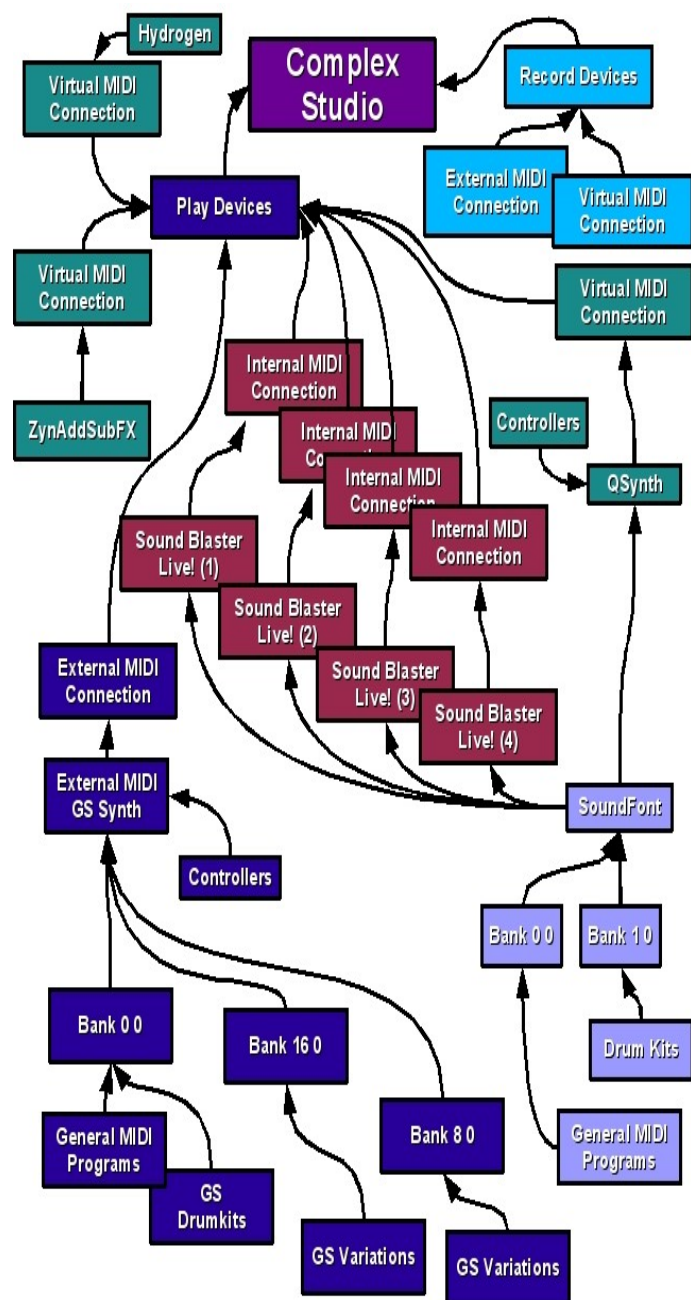 Hydrogen
Complex
Studio
Record Devices
Virtual MIDI
Connection
External MIDI
Connection
Virtual MIDI
Connection
Play Devices
Virtual MIDI
Connection
Virtual MIDI
Connection
Internal MIDI
Connection
ZynAddSubFX
Internal MIDI
Connection
Controllers
Internal MIDI
Connection
QSynth
Internal MIDI
Connection
Sound Blaster
Live! (1)
Sound Blaster
Live! (2)
External MIDI
Connection
Sound Blaster
Live! (3)
Sound Blaster
Live! (4)
External MIDI
GS Synth
SoundFont
Controllers
Bank 0 0
Bank 1 0
Bank 0 0
Bank 16 0
Drum Kits
General MIDI
Programs
Bank 8 0
General MIDI
Programs
GS
Drumkits
GS Variations
GS Variations